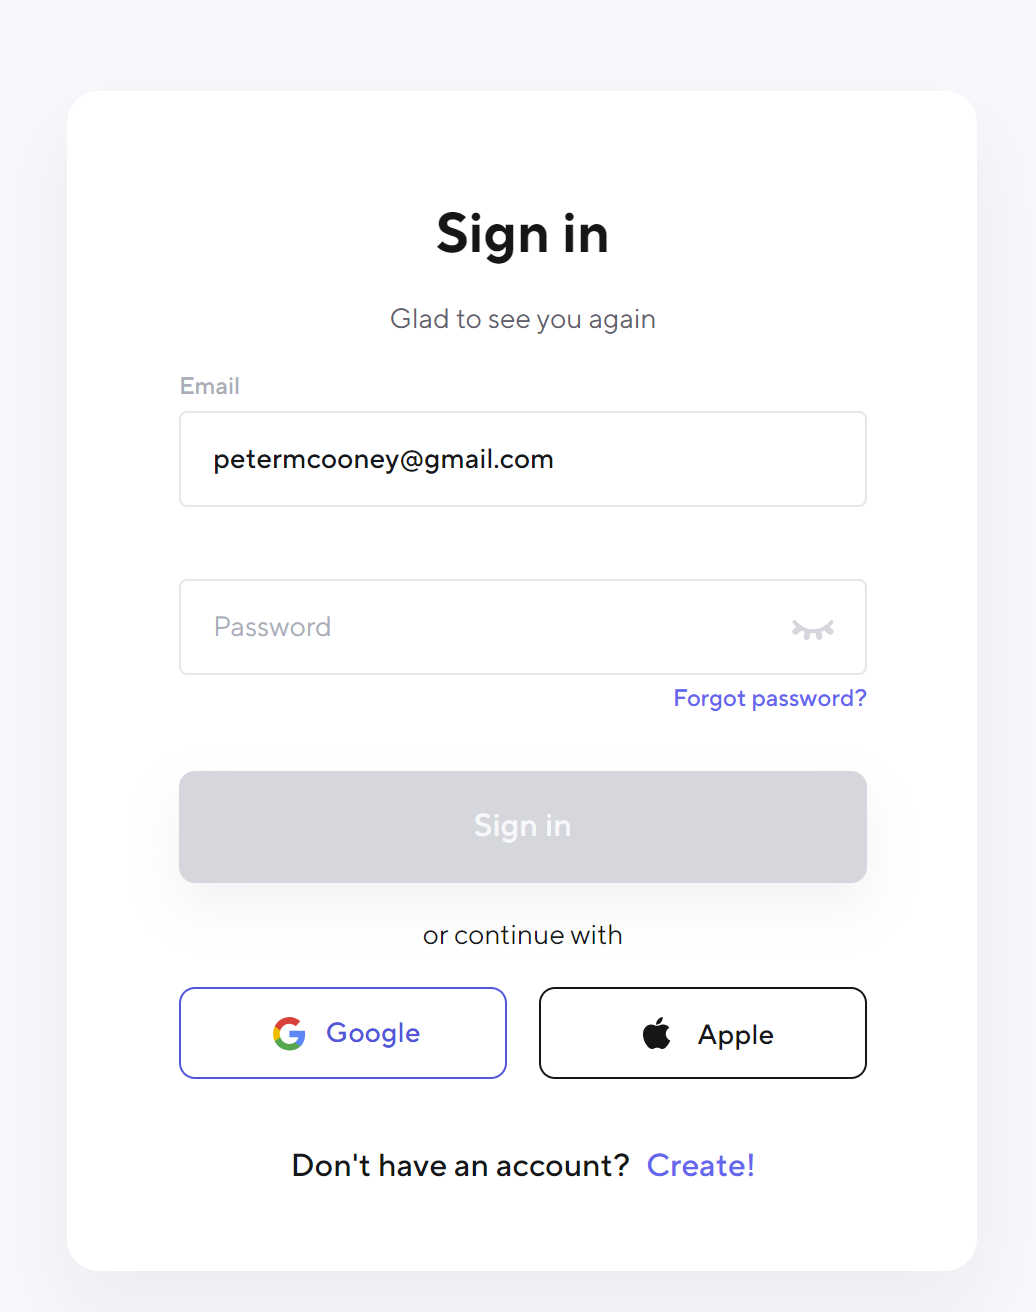 Sign in
Glad to see you again
Email
petermcooney@gmail.com
Password
Forgot password?
Sign in
or continue with
Google
Apple
Don't have an account? Create!